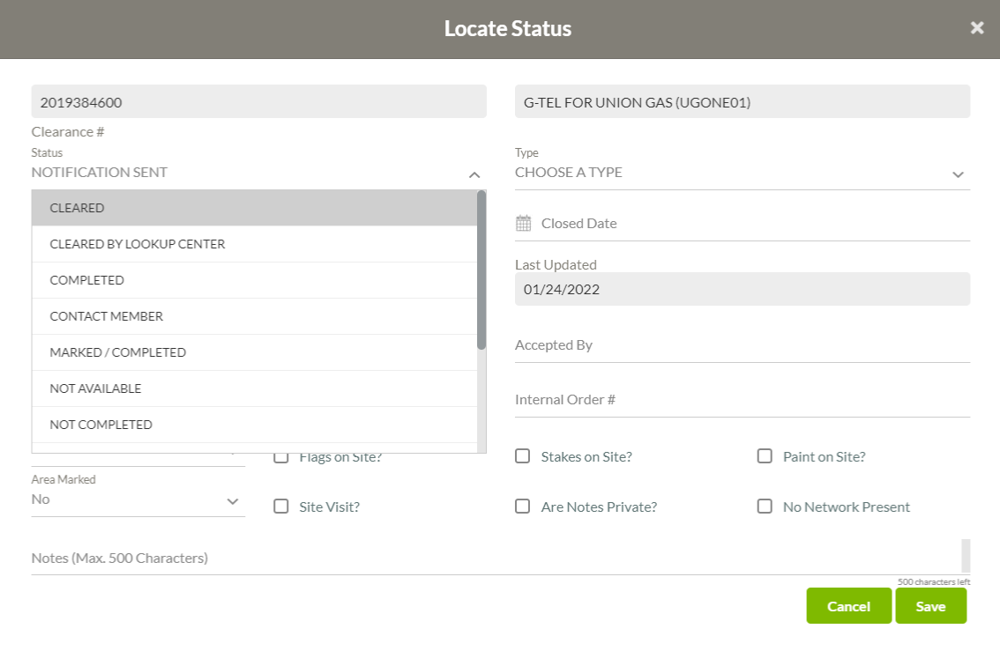 Locate Status
2019384600
G-TEL FOR UNION GAS (UGONE01)
Clearance #
Status
Type
NOTIFICATION SENT
CHOOSE A TYPE
CLEARED
Closed Date
CLEARED BY LOOKUP CENTER
Last Updated
COMPLETED
01/24/2022
CONTACT MEMBER
Accepted By
MARKED / COMPLETED
NOT AVAILABLE
Internal Order #
NOT COMPLETED
Flags on Site?
Stakes on Site?
Paint on Site?
Area Marked
No
Site Visit?
Are Notes Private?
No Network Present
Notes (Max. 500 Characters)
500 characters left
Cancel
Save